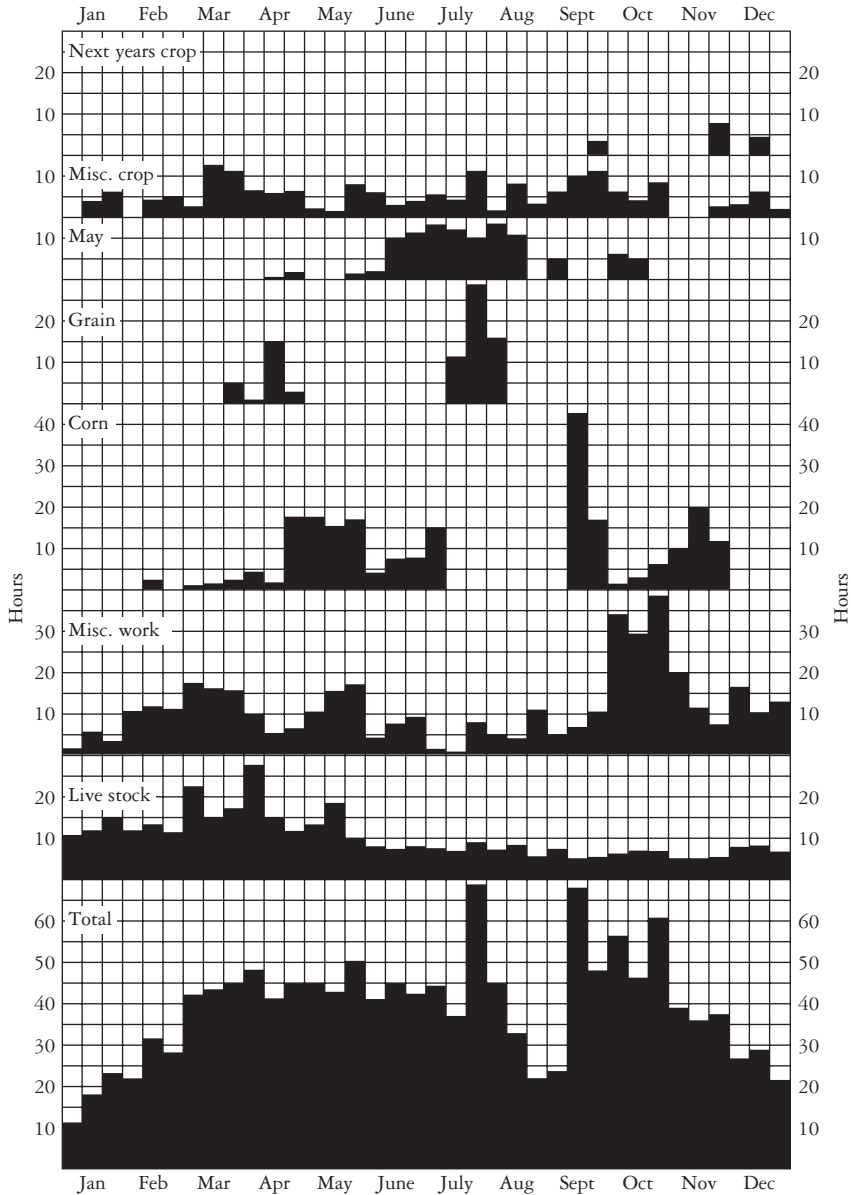 Jan Feb Mar Apr May June July Aug Sept Oct Nov Dec
Next years crop
20 20
10 10
Misc. crop
10 10
May
10 10
Grain
20 20
10 10
Corn
40 40
30 30
20 20
10 10
Hours Hours
Misc. work
30 30
20 20
10 10
Live stock
20 20
10 10
Total
60 60
50 50
40 40
30 30
20 20
10 10
Jan Feb Mar Apr May June July Aug Sept Oct Nov Dec